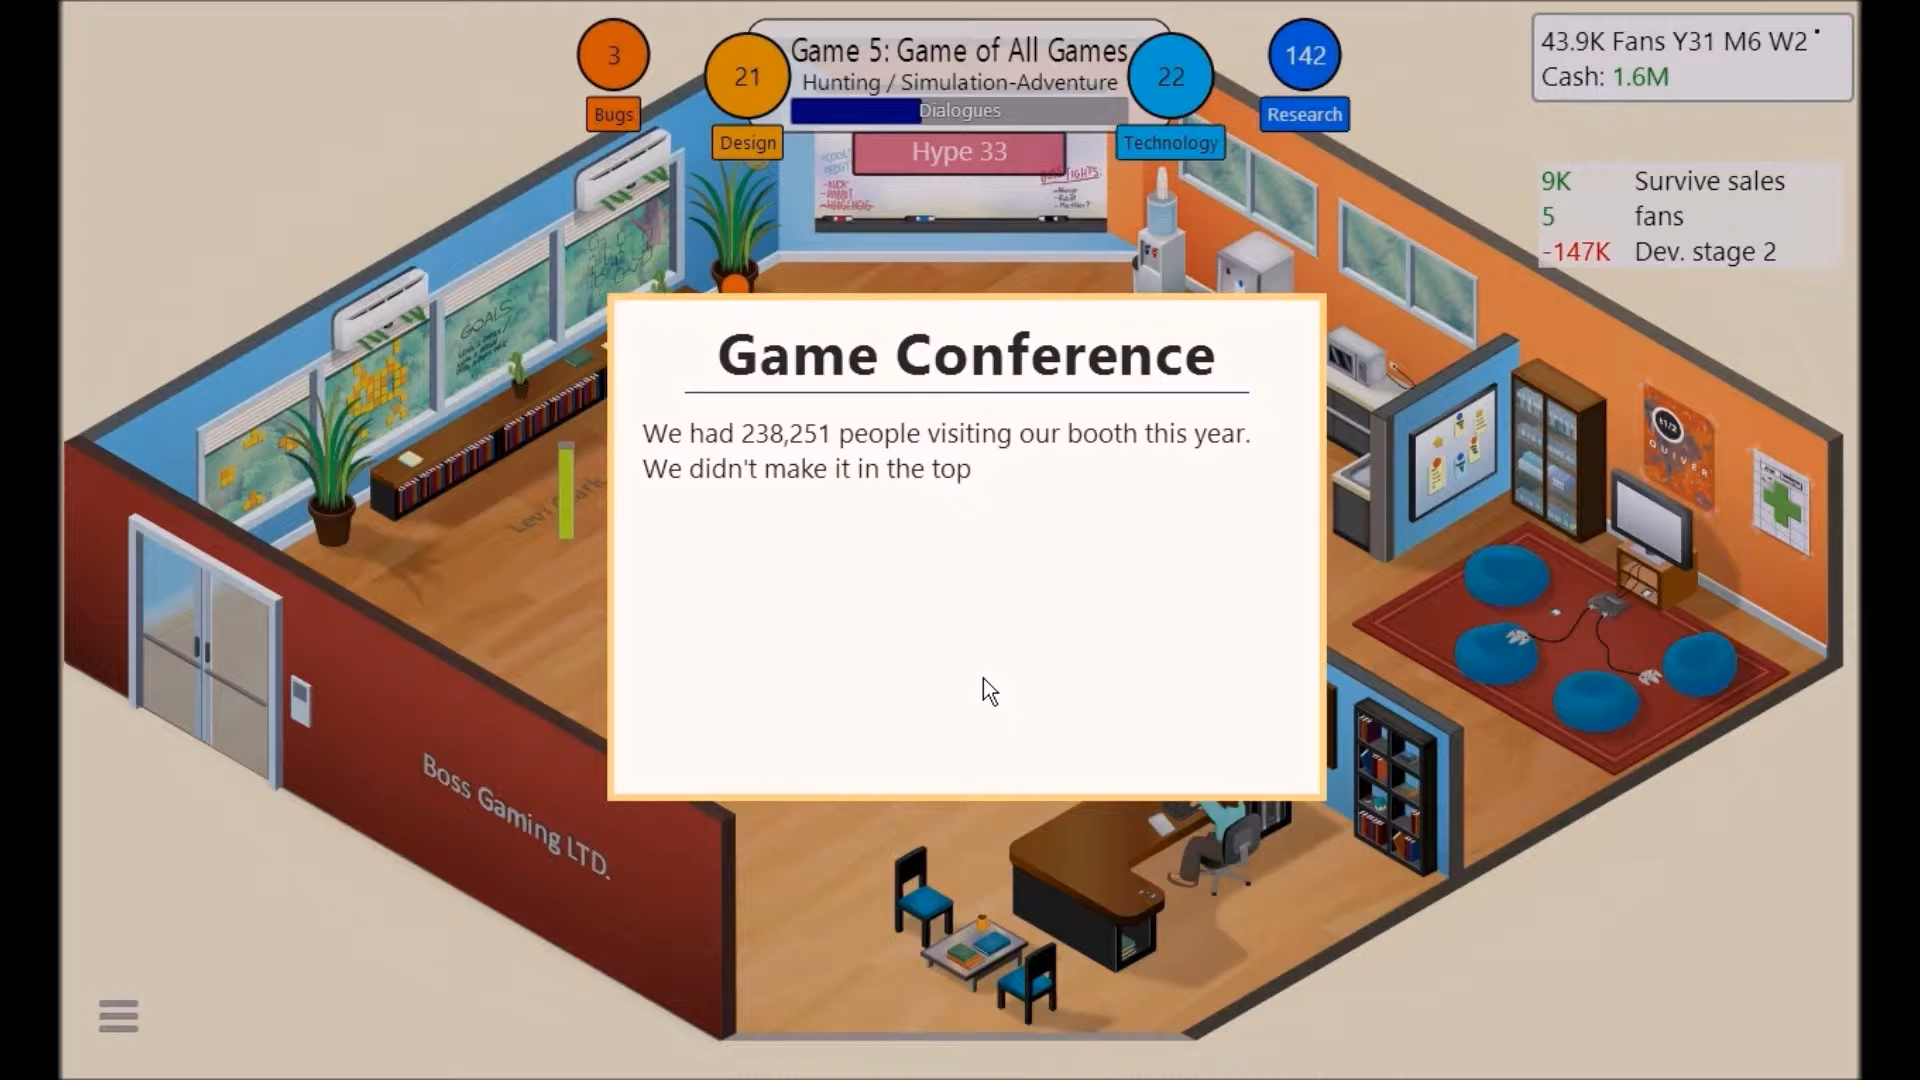 3
Bugs
21
Design
Game 5: Game of All Games
Hunting / Simulation-Adventure
Dialogues
Hype 33
22
Technology
142
Research
43.9K Fans Y31 M6 W2
Cash: 1.6M
9K Survive sales
5 fans
-147K Dev. stage 2
GOALS
Game Conference
We had 238,251 people visiting our booth this year.
We didn't make it in the top
QUIVER
Boss Gaming LTD.